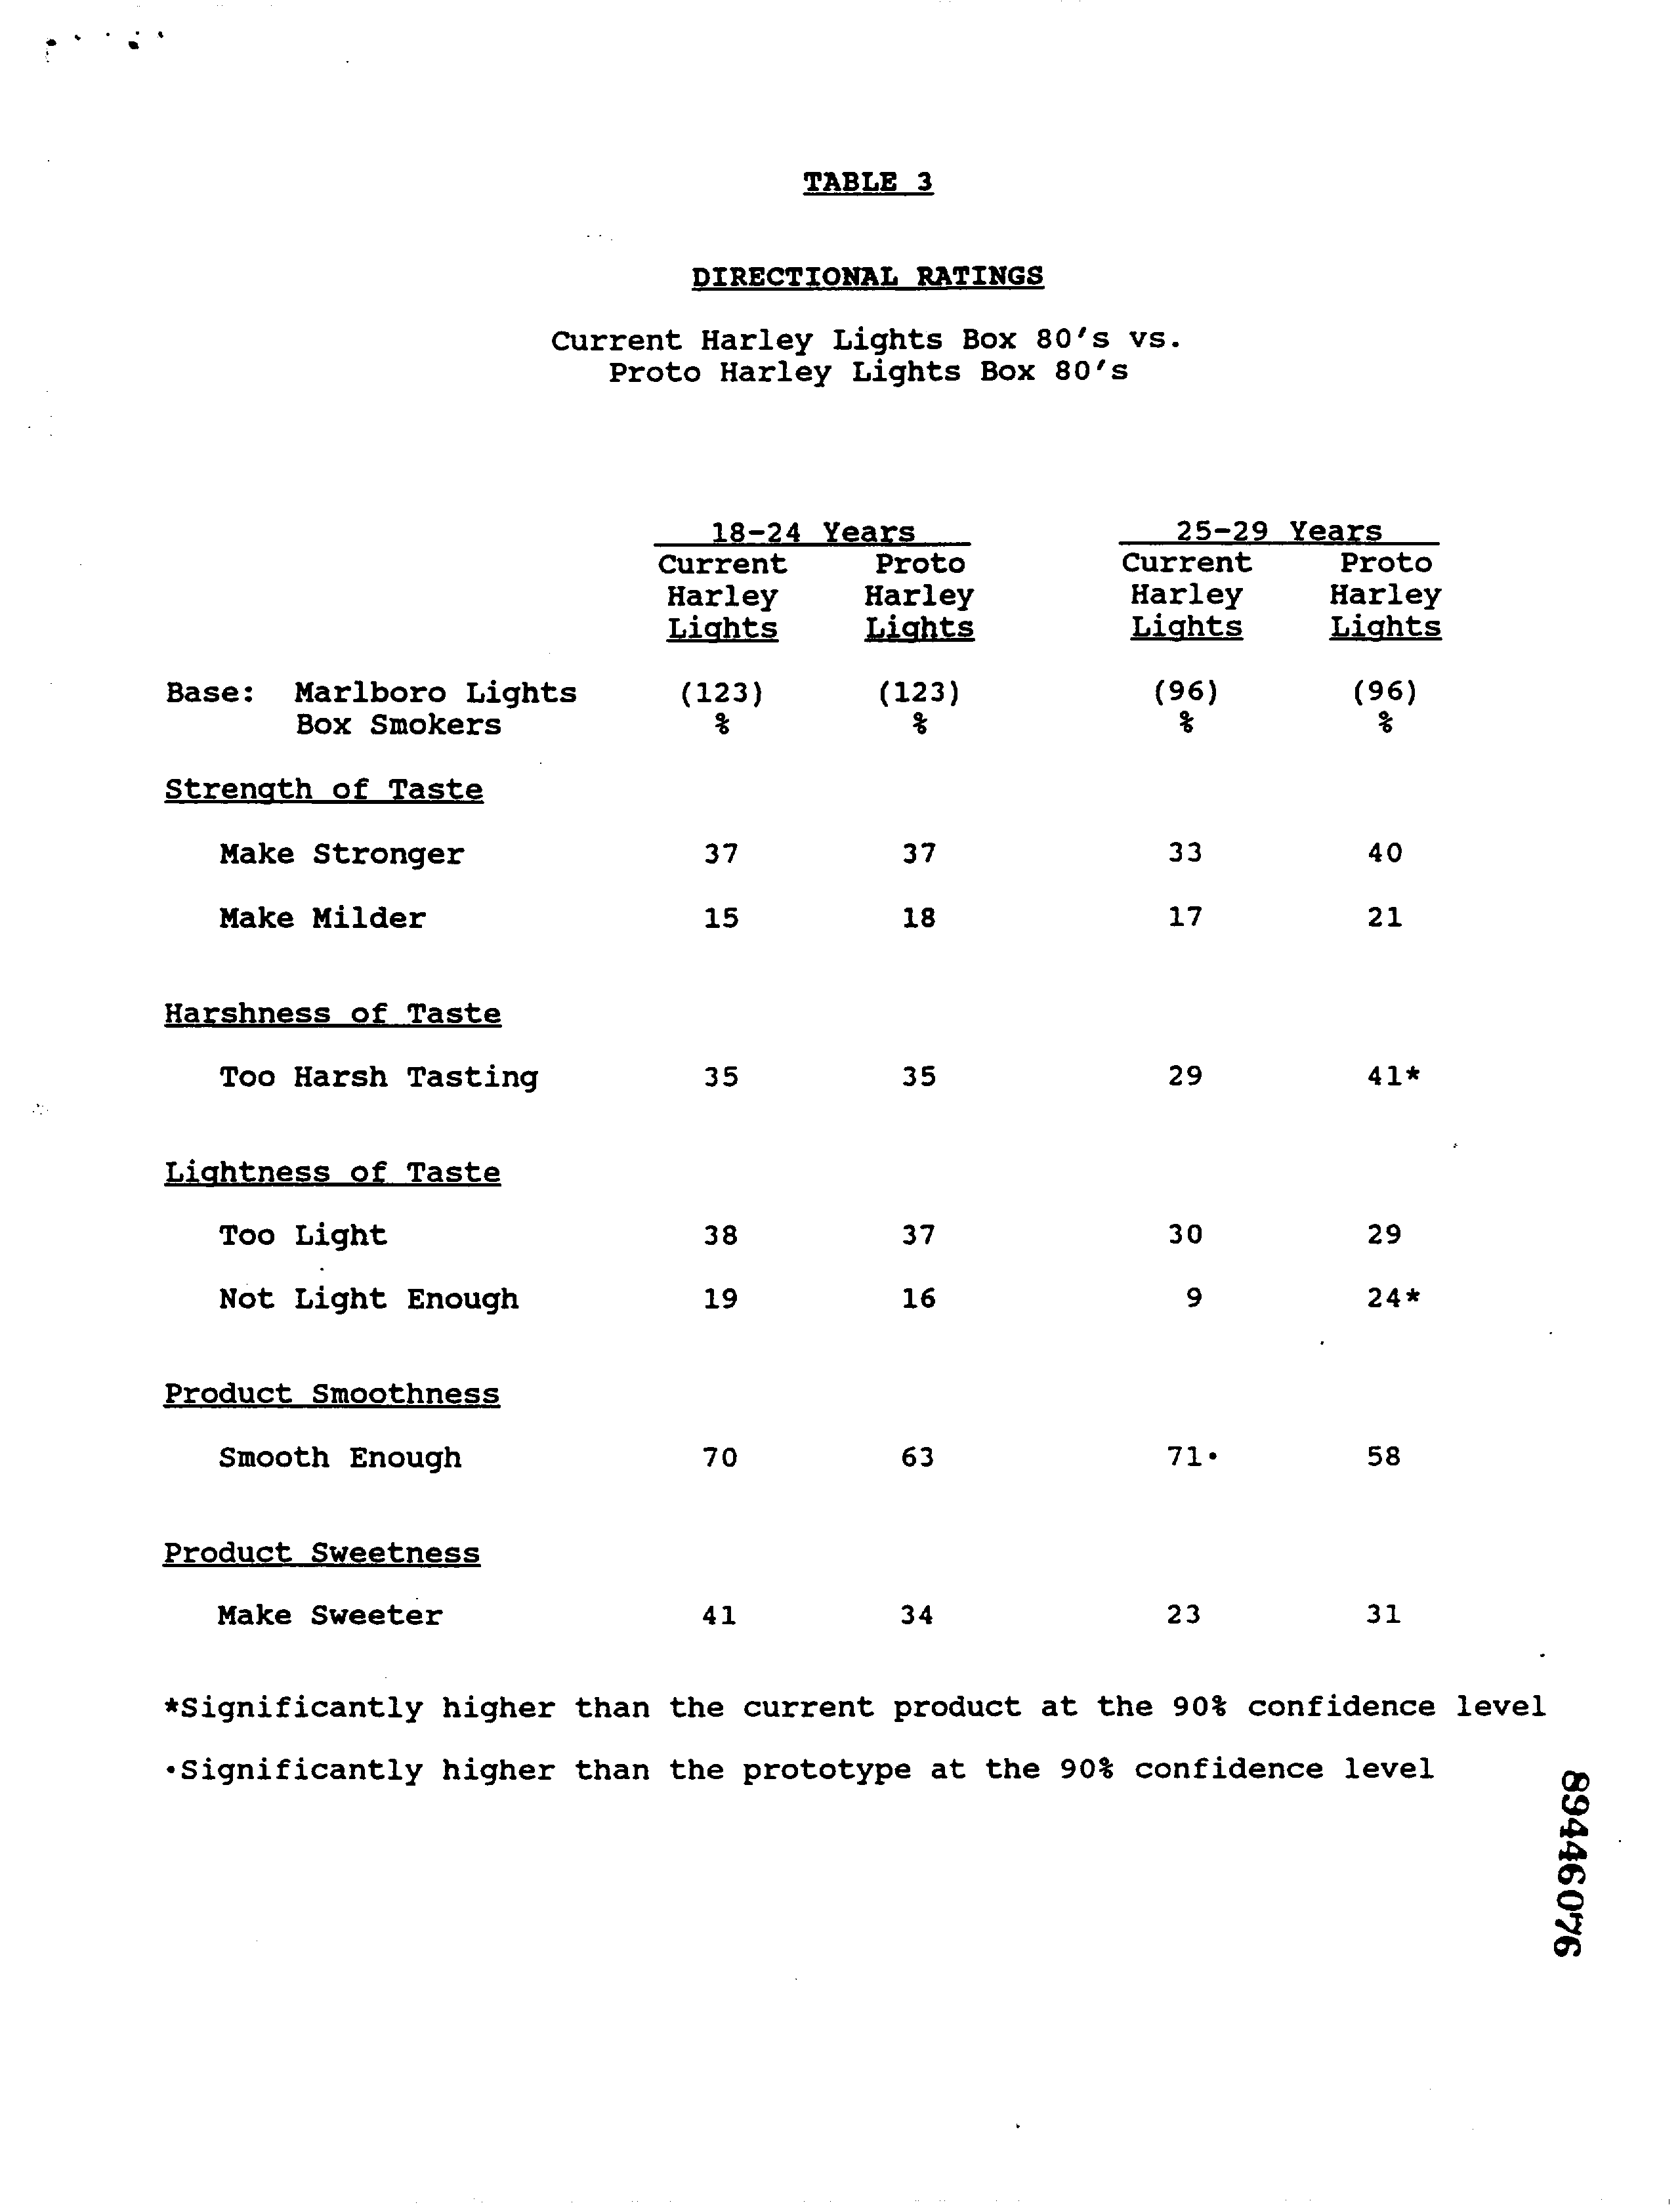 TABLE 3
DIRECTIONAL RATINGS
Current Harley Lights Box 80's vs.
Proto Harley Lights Box 80's
18-24 Years 25-29 Years
Current Proto Current Proto
Harley Harley Harley Harley
Lights Lights Lights Lights
Base: Marlboro Lights (123) (123) (96) (96)
Box Smokers % % % %
Strength of Taste
Make Stronger 37 37 33 40
Make Milder 15 18 17 21
Harshness of Taste
Too Harsh Tasting 35 35 29 41*
Lightness of Taste
Too Light 38 37 30 29
Not Light Enough 19 16 9 24*
Product Smoothness
Smooth Enough 70 63 71• 58
Product Sweetness
Make Sweeter 41 34 23 31
*Significantly higher than the current product at the 90% confidence level
•Significantly higher than the prototype at the 90% confidence level
89446076